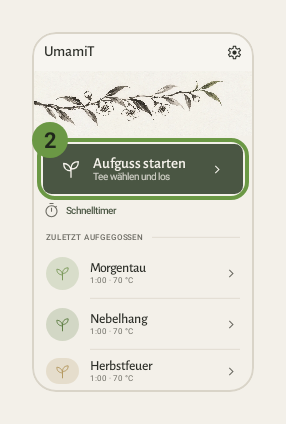 UmamiT
2
Aufguss starten
Tee wählen und los
Schnelltimer
ZULETZT AUFGEGOSSEN
Morgentau
1:00 · 70 °C
Nebelhang
1:00 · 70 °C
Herbstfeuer
1:00 · 70 °C